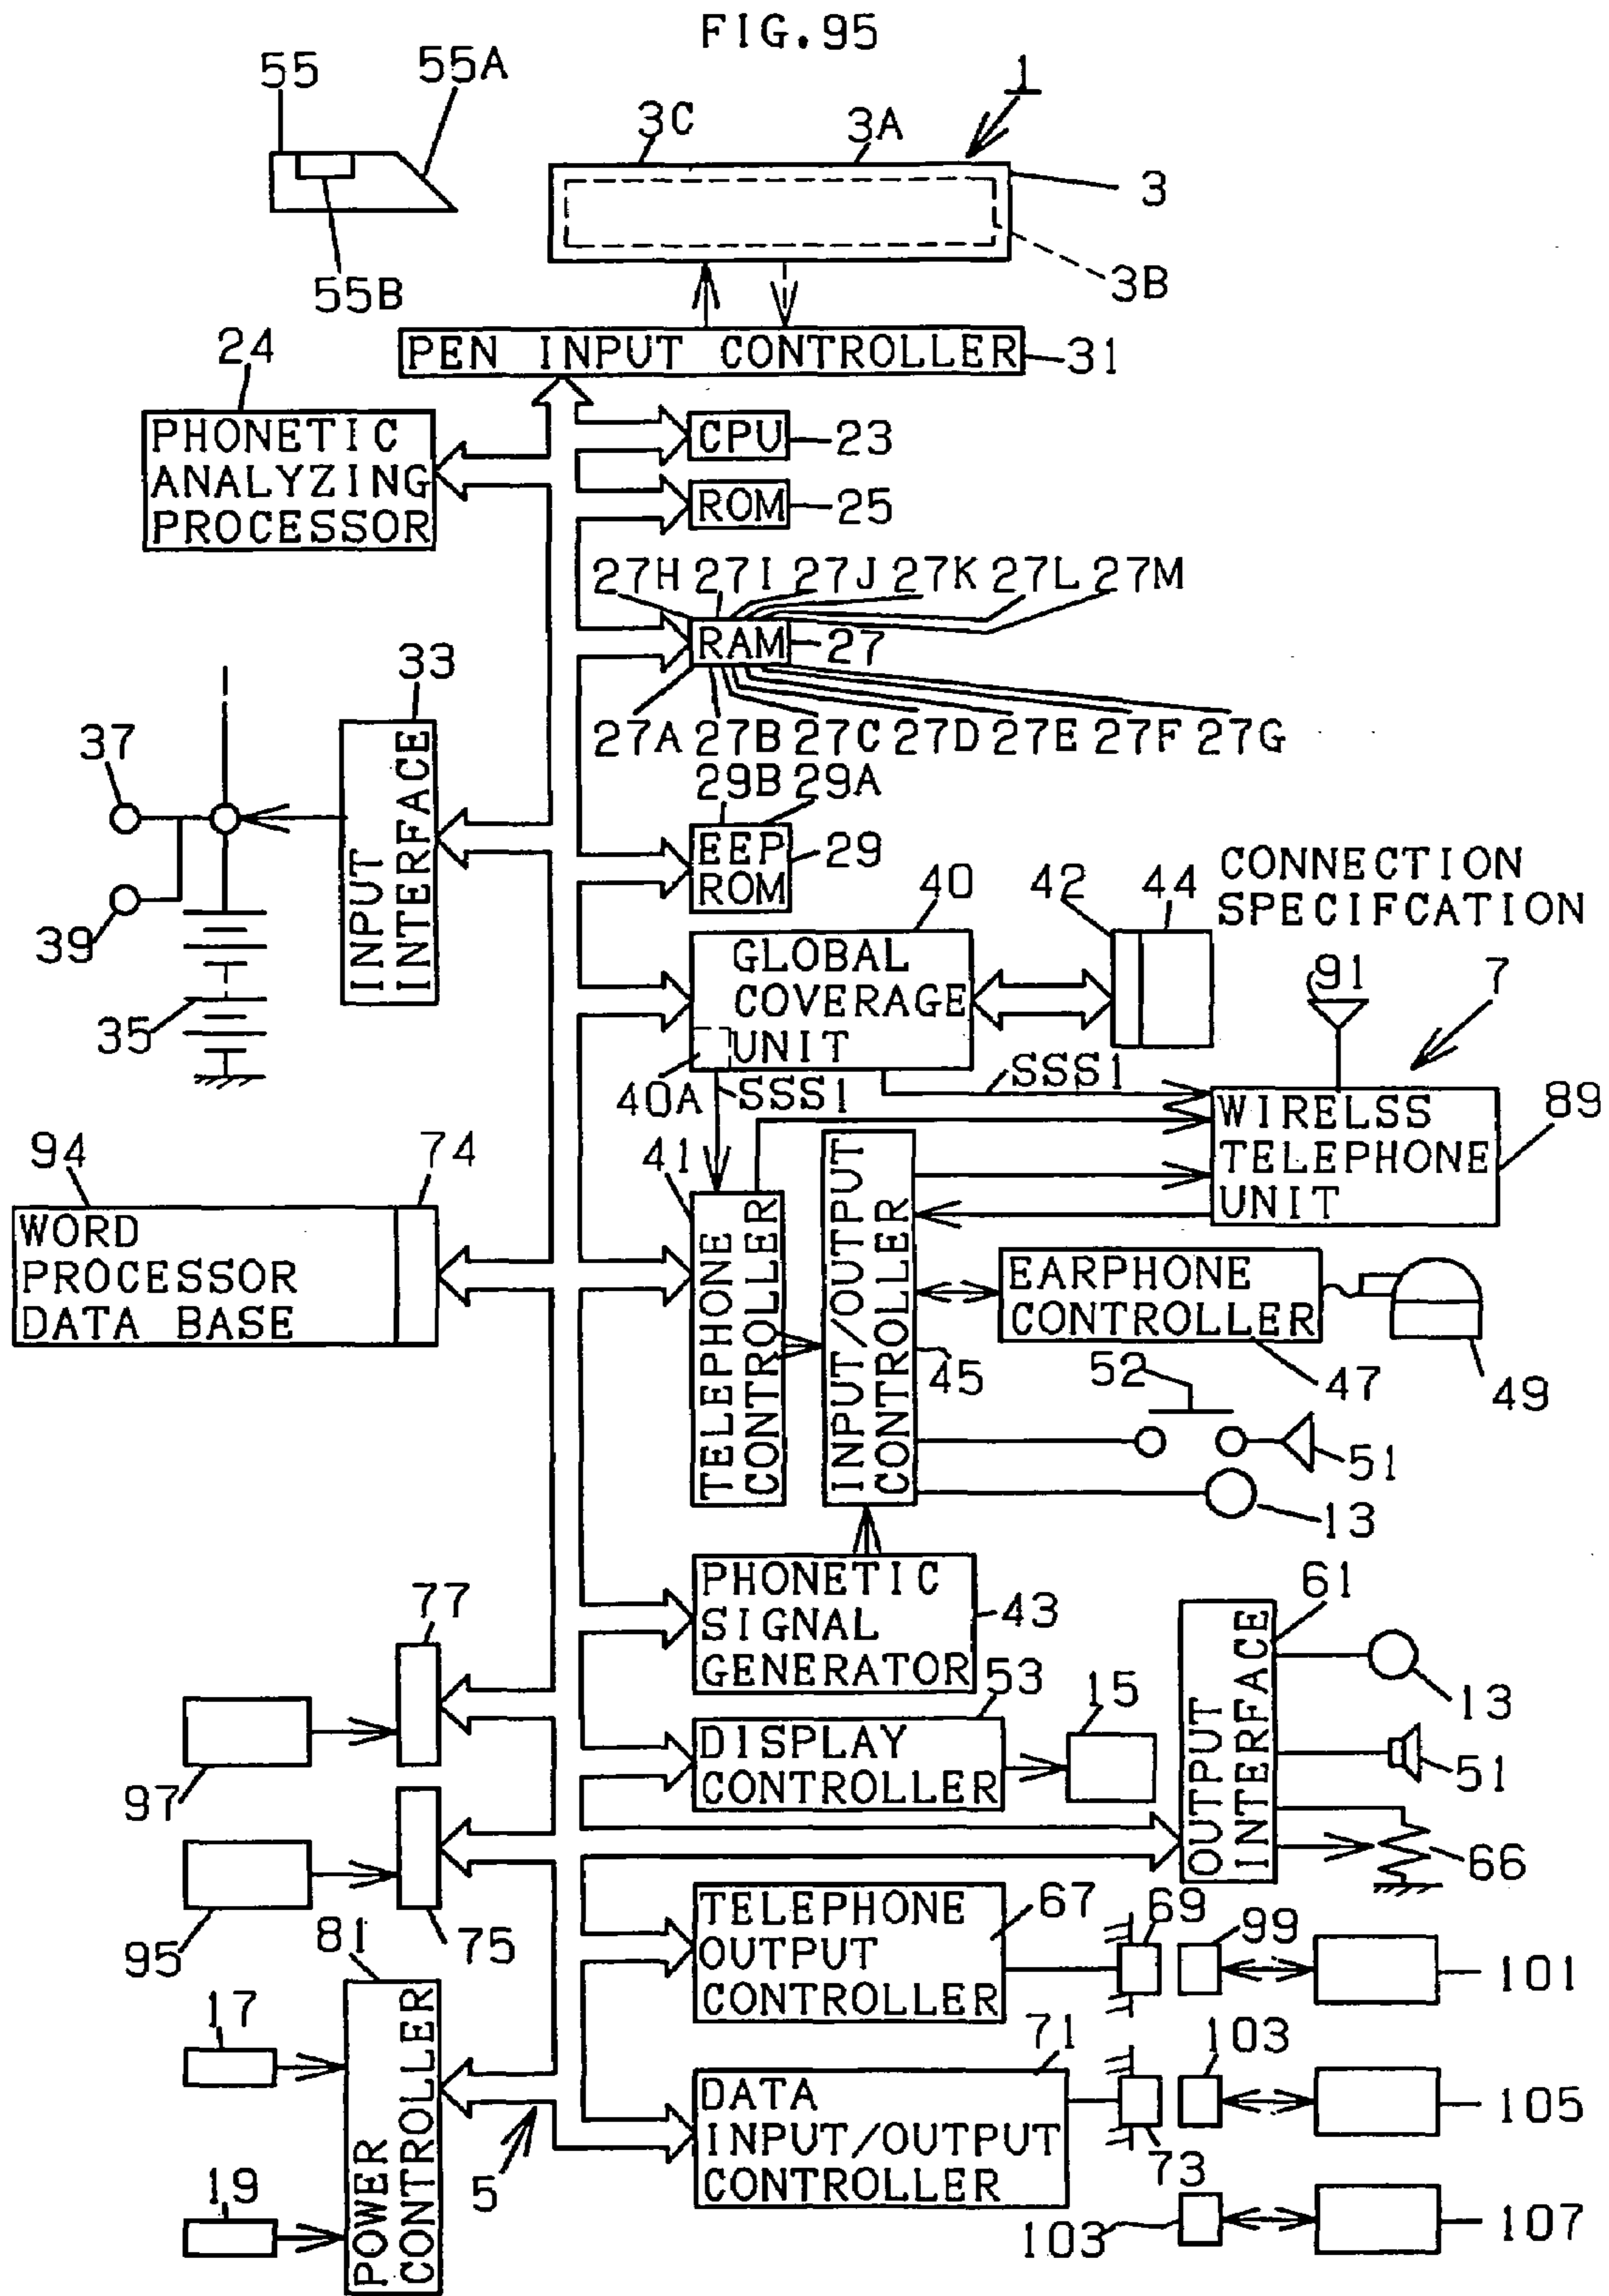 FIG.95
55
55A
1
3C
3A
3
3B
55B
24
PEN INPUT CONTROLLER
31
PHONETIC
ANALYZING
PROCESSOR
CPU
23
ROM
25
27H 27I 27J 27K 27L 27M
RAM
27
27A 27B 27C 27D 27E 27F 27G
33
37
39
35
INPUT
INTERFACE
29B 29A
EEP
ROM
29
40
42
44
CONNECTION
SPECIFCATION
GLOBAL
COVERAGE
UNIT
91
7
40A
SSS1
SSS1
WIRELSS
TELEPHONE
UNIT
89
94
74
41
WORD
PROCESSOR
DATA BASE
TELEPHONE
CONTROLLER
INPUT/OUTPUT
CONTROLLER
EARPHONE
CONTROLLER
45
52
47
49
51
13
77
PHONETIC
SIGNAL
GENERATOR
43
61
53
15
13
97
DISPLAY
CONTROLLER
OUTPUT
INTERFACE
51
66
95
75
81
TELEPHONE
OUTPUT
CONTROLLER
67
69
99
101
17
POWER
CONTROLLER
71
103
105
DATA
INPUT/OUTPUT
CONTROLLER
73
19
5
103
107